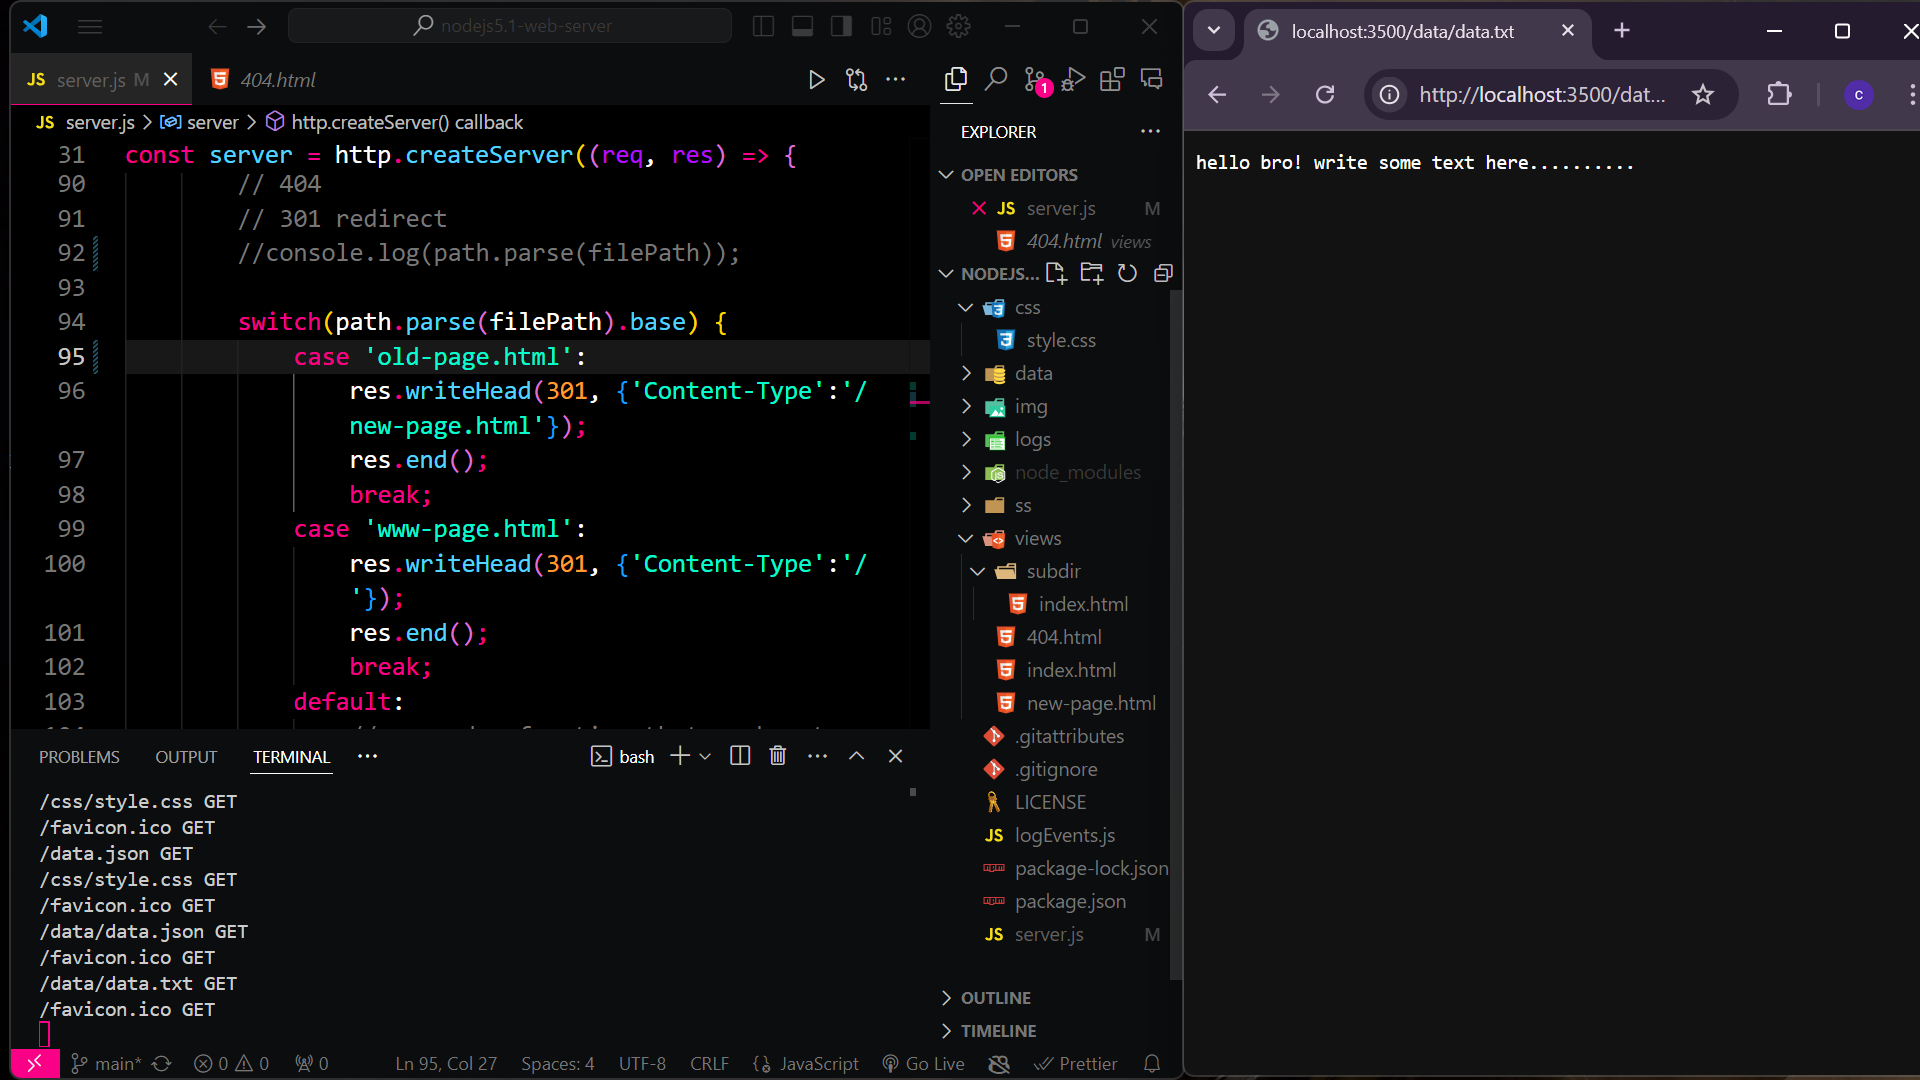 nodejs5.1-web-server
JS server.js M
404.html
JS server.js > server > http.createServer() callback
31 const server = http.createServer((req, res) => {
90 // 404
91 // 301 redirect
92 //console.log(path.parse(filePath));
93
94 switch(path.parse(filePath).base) {
95 case 'old-page.html':
96 res.writeHead(301, {'Content-Type':'/
new-page.html'});
97 res.end();
98 break;
99 case 'www-page.html':
100 res.writeHead(301, {'Content-Type':'/
'});
101 res.end();
102 break;
103 default:
PROBLEMS OUTPUT TERMINAL ··· bash
/css/style.css GET
/favicon.ico GET
/data.json GET
/css/style.css GET
/favicon.ico GET
/data/data.json GET
/favicon.ico GET
/data/data.txt GET
/favicon.ico GET
main* 0 0 0 Ln 95, Col 27 Spaces: 4 UTF-8 CRLF {} JavaScript Go Live Prettier
1
EXPLORER
OPEN EDITORS
JS server.js M
404.html views
NODEJS...
css
style.css
data
img
logs
node_modules
ss
views
subdir
index.html
404.html
index.html
new-page.html
.gitattributes
.gitignore
LICENSE
JS logEvents.js
package-lock.json
package.json
JS server.js M
OUTLINE
TIMELINE
localhost:3500/data/data.txt
http://localhost:3500/dat...
c
hello bro! write some text here..........